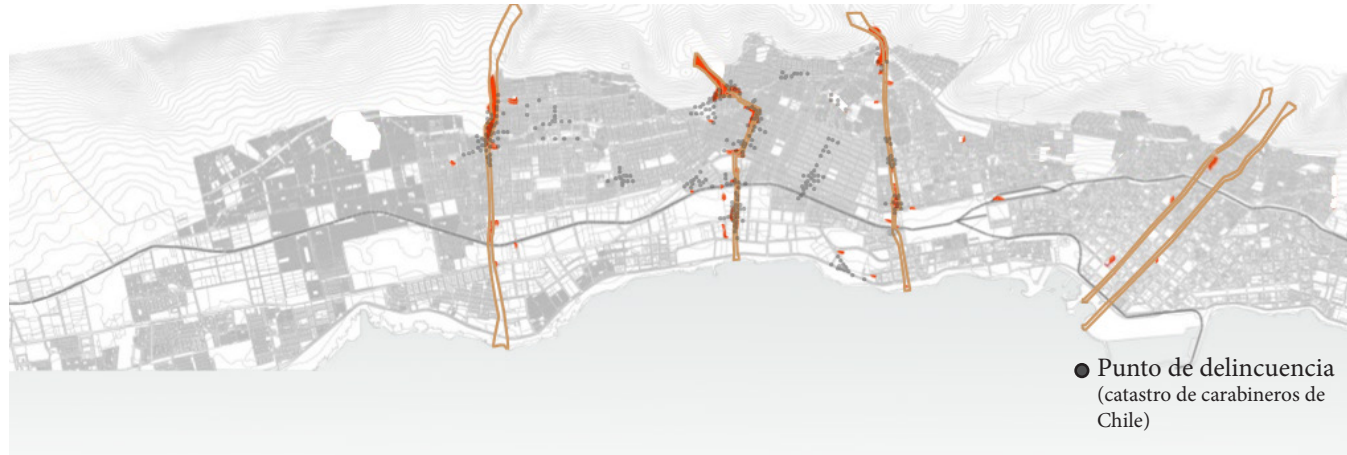 Punto de delincuencia
(catastro de carabineros de
Chile)